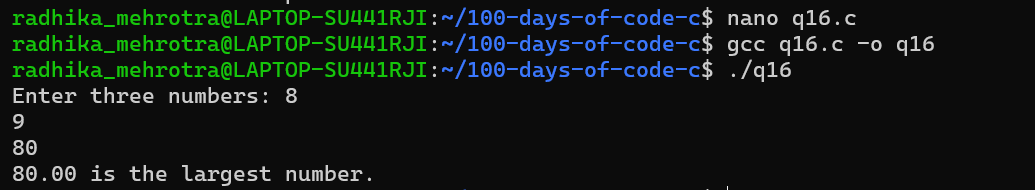 radhika_mehrotra@LAPTOP-SU441RJI:~/100-days-of-code-c$ nano q16.c
radhika_mehrotra@LAPTOP-SU441RJI:~/100-days-of-code-c$ gcc q16.c -o q16
radhika_mehrotra@LAPTOP-SU441RJI:~/100-days-of-code-c$ ./q16
Enter three numbers: 8
9
80
80.00 is the largest number.